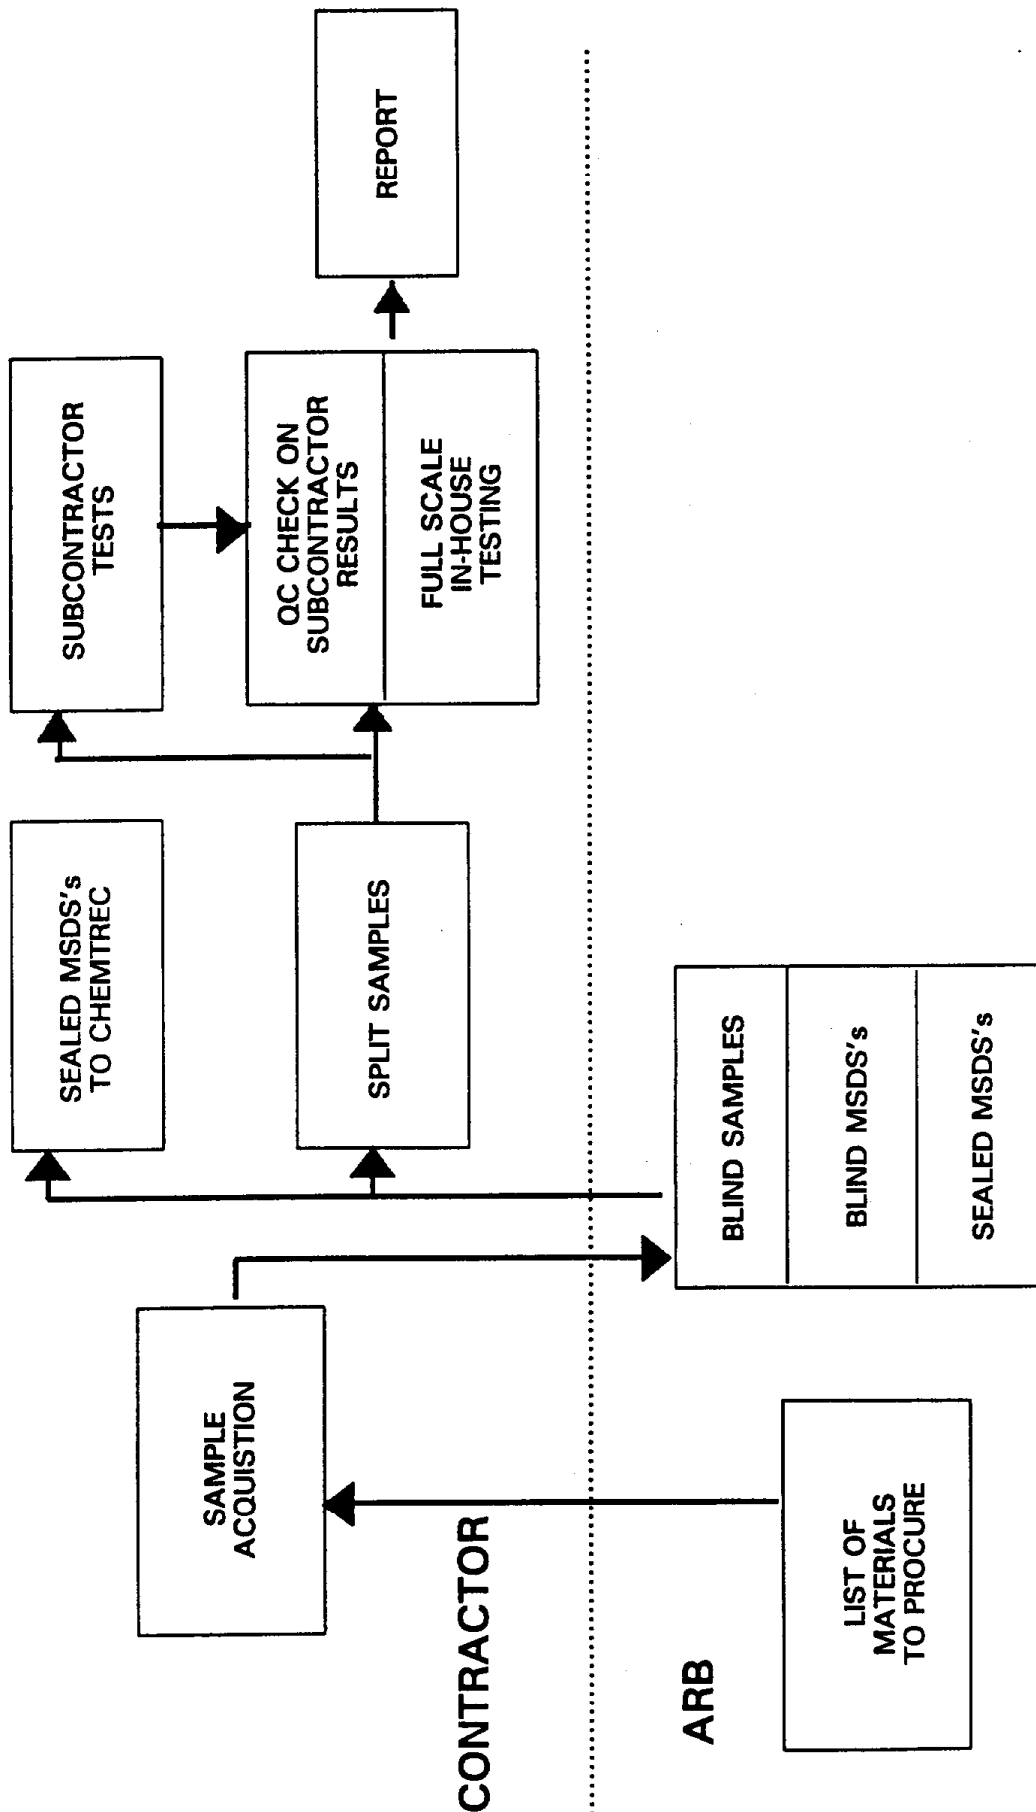 SAMPLE
ACQUISTION
SEALED MSDS's
TO CHEMTREC
SPLIT SAMPLES
SUBCONTRACTOR
TESTS
QC CHECK ON
SUBCONTRACTOR
RESULTS
FULL SCALE
IN-HOUSE
TESTING
REPORT
CONTRACTOR
ARB
LIST OF
MATERIALS
TO PROCURE
BLIND SAMPLES
BLIND MSDS's
SEALED MSDS's